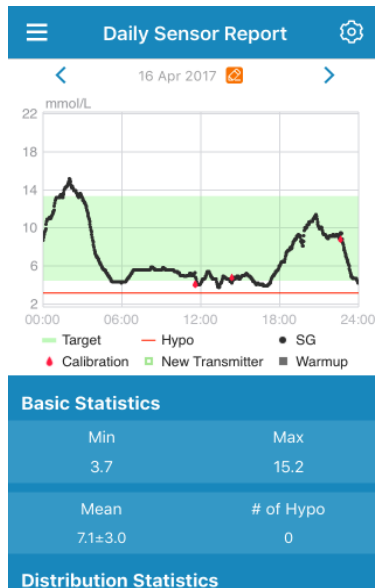 Daily Sensor Report
16 Apr 2017
mmol/L
22
18
14
10
6
2
00:00 06:00 12:00 18:00 24:00
Target Hypo SG
Calibration New Transmitter Warmup
Basic Statistics
Min Max
3.7 15.2
Mean # of Hypo
7.1±3.0 0
Distribution Statistics